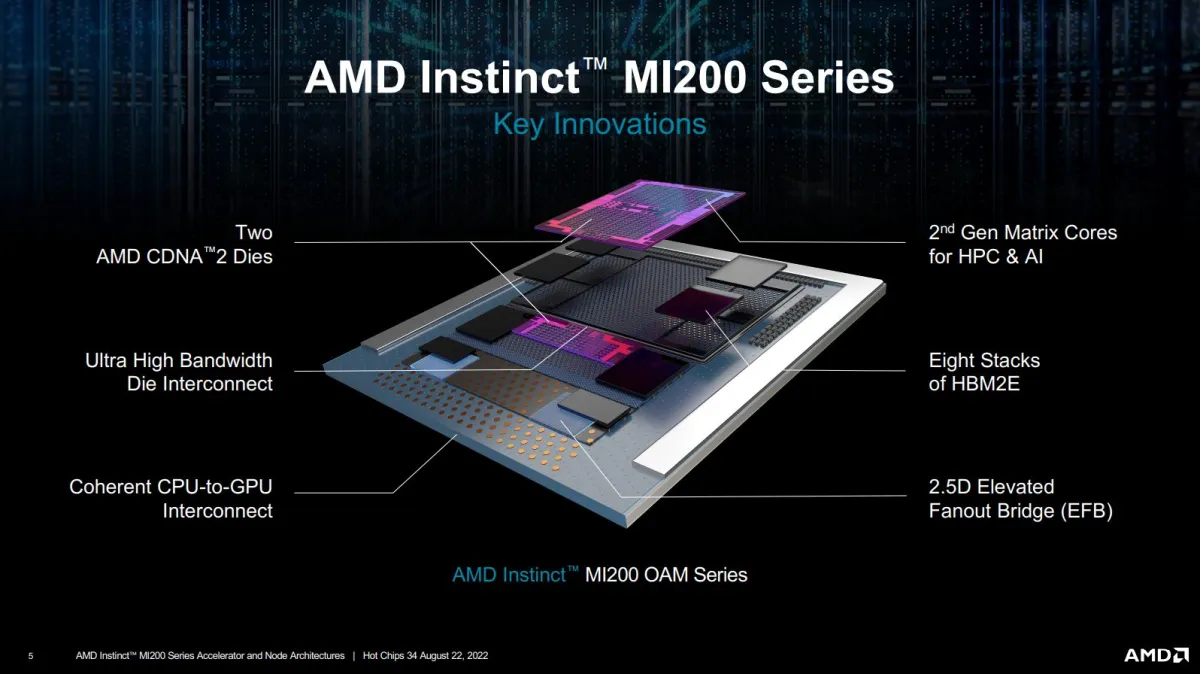 AMD Instinct™ MI200 Series
Key Innovations
Two
AMD CDNA™2 Dies
2nd Gen Matrix Cores
for HPC & AI
Ultra High Bandwidth
Die Interconnect
Eight Stacks
of HBM2E
Coherent CPU-to-GPU
Interconnect
2.5D Elevated
Fanout Bridge (EFB)
AMD Instinct™ MI200 OAM Series
5
AMD Instinct™ MI200 Series Accelerator and Node Architectures | Hot Chips 34 August 22, 2022
AMD